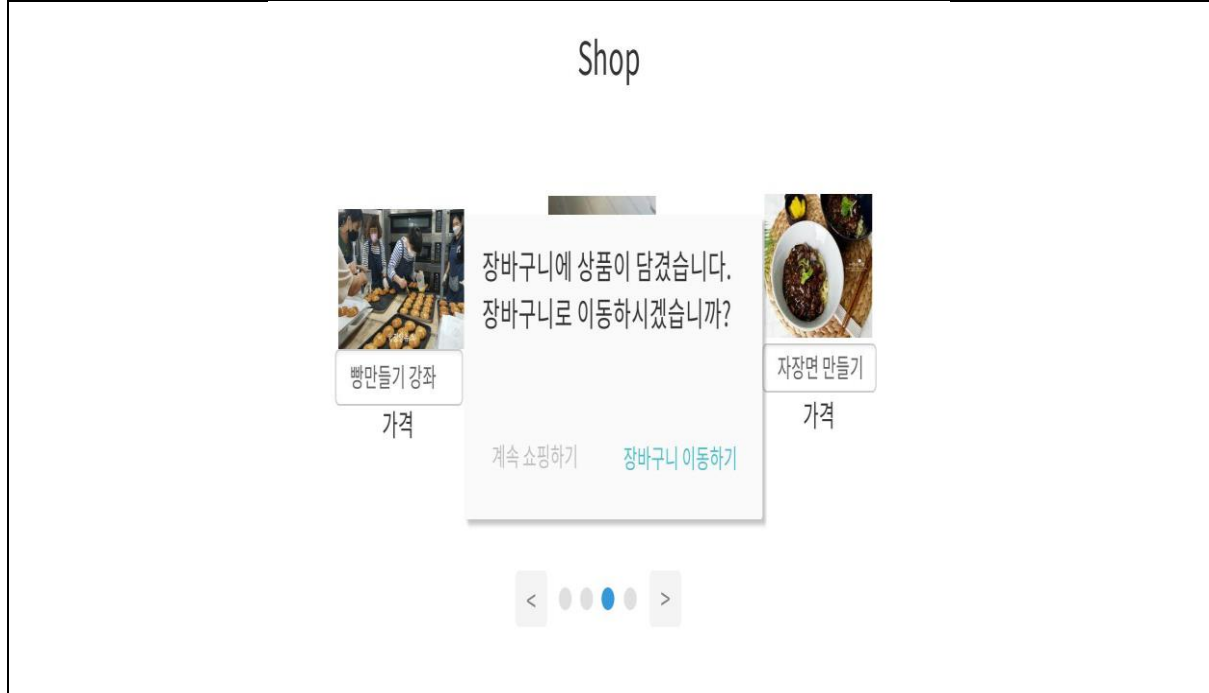 Shop
장바구니에 상품이 담겼습니다.
장바구니로 이동하시겠습니까?
빵만들기 강좌
가격
자장면 만들기
가격
계속 쇼핑하기
장바구니 이동하기
< >